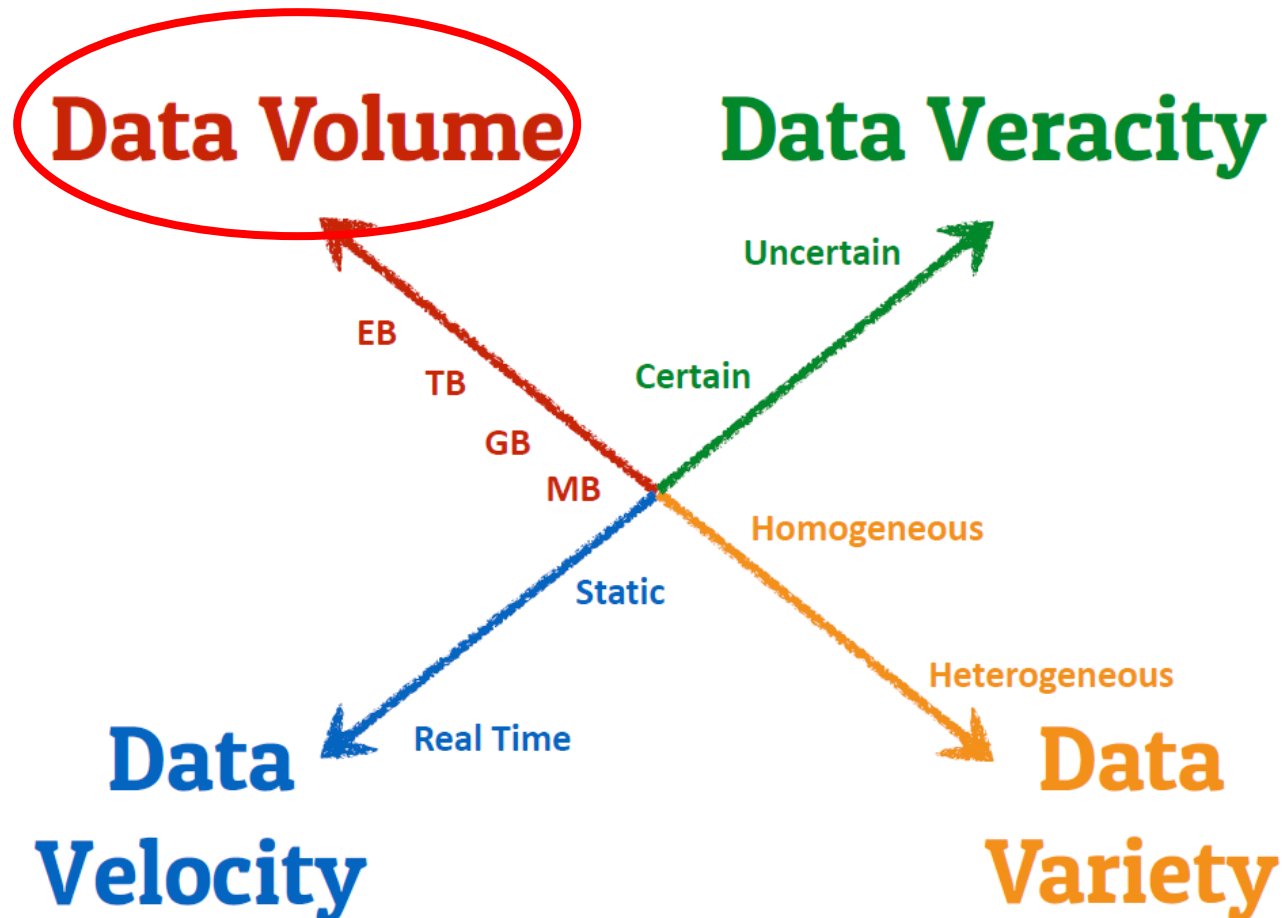 Data Volume
Data Veracity
Uncertain
EB
Certain
TB
GB
MB
Homogeneous
Static
Heterogeneous
Real Time
Data
Velocity
Data
Variety